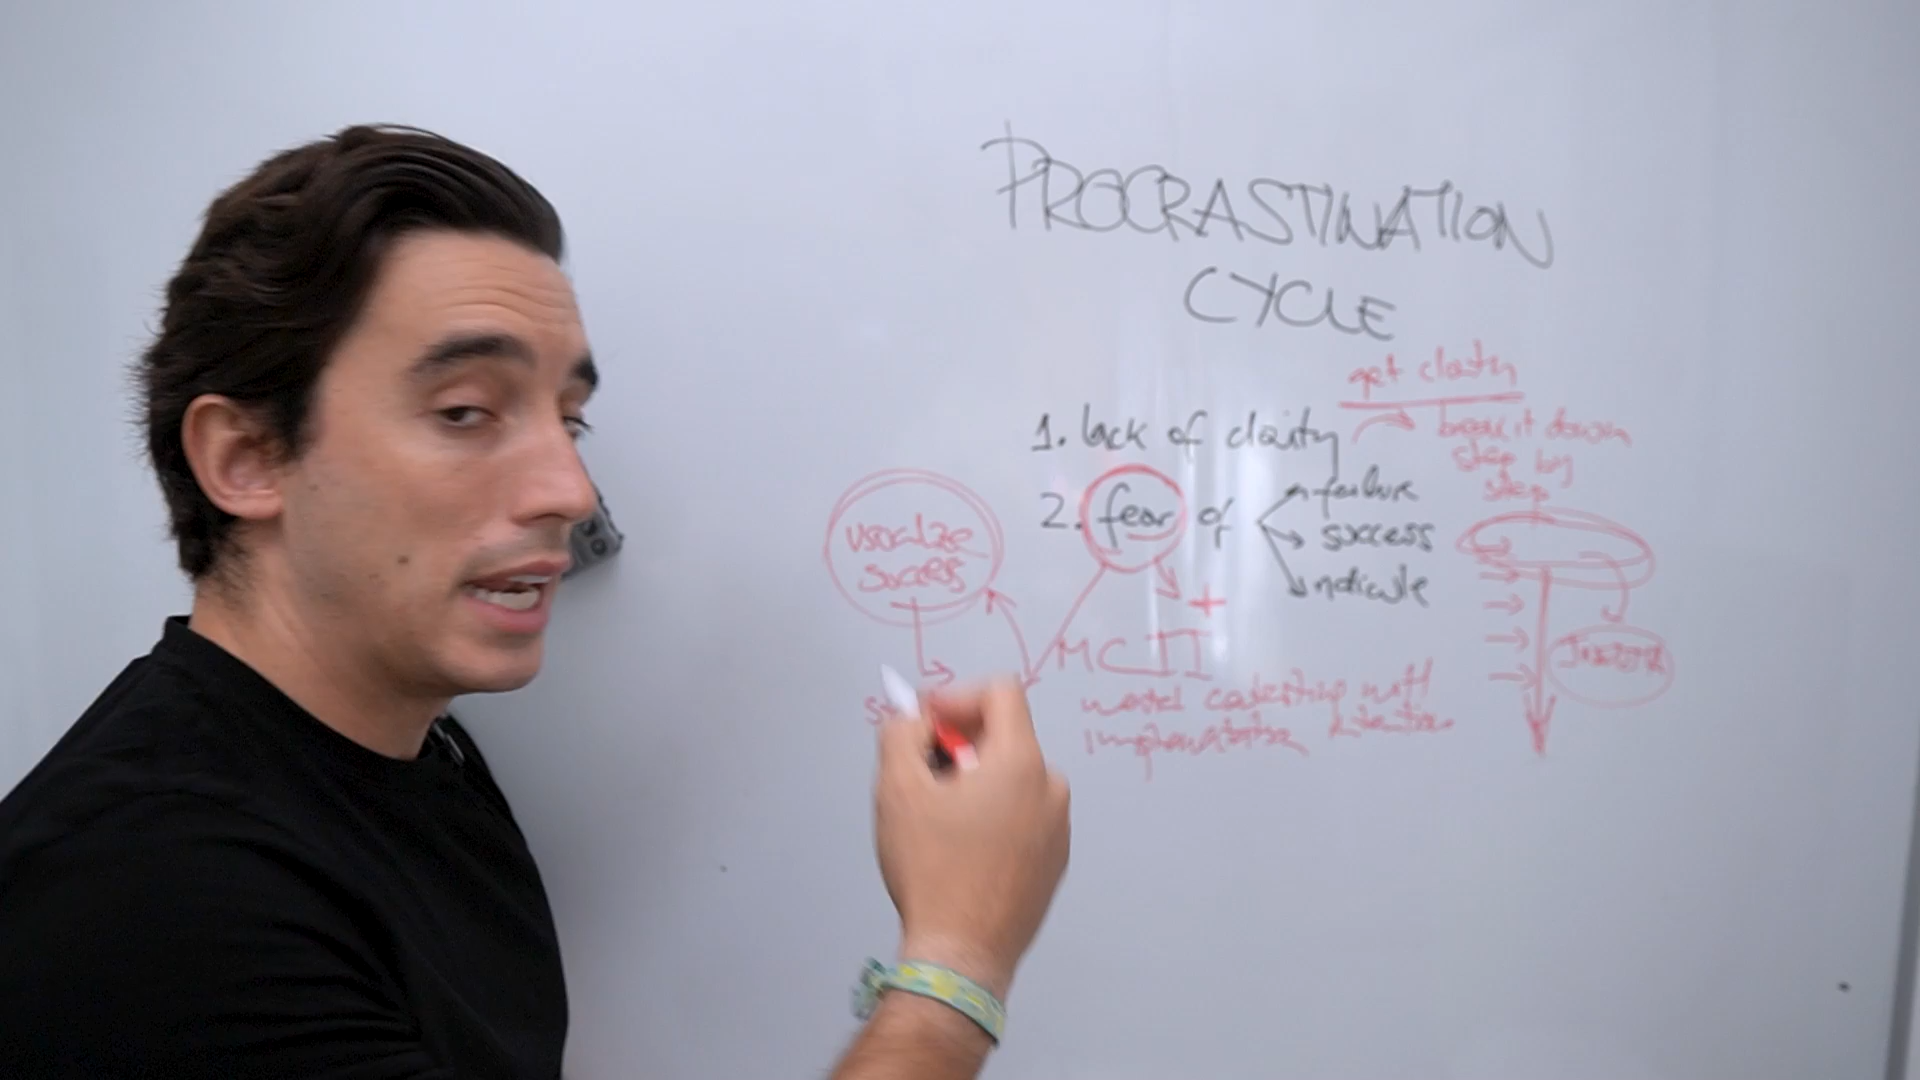 PROCRASTINATION
CYCLE
get clarity
1. lack of clarity
break it down
step by
step
2. fear of
failure
success
ridicule
visualize
success
+
MCII
mental contrasting with
implementation intention